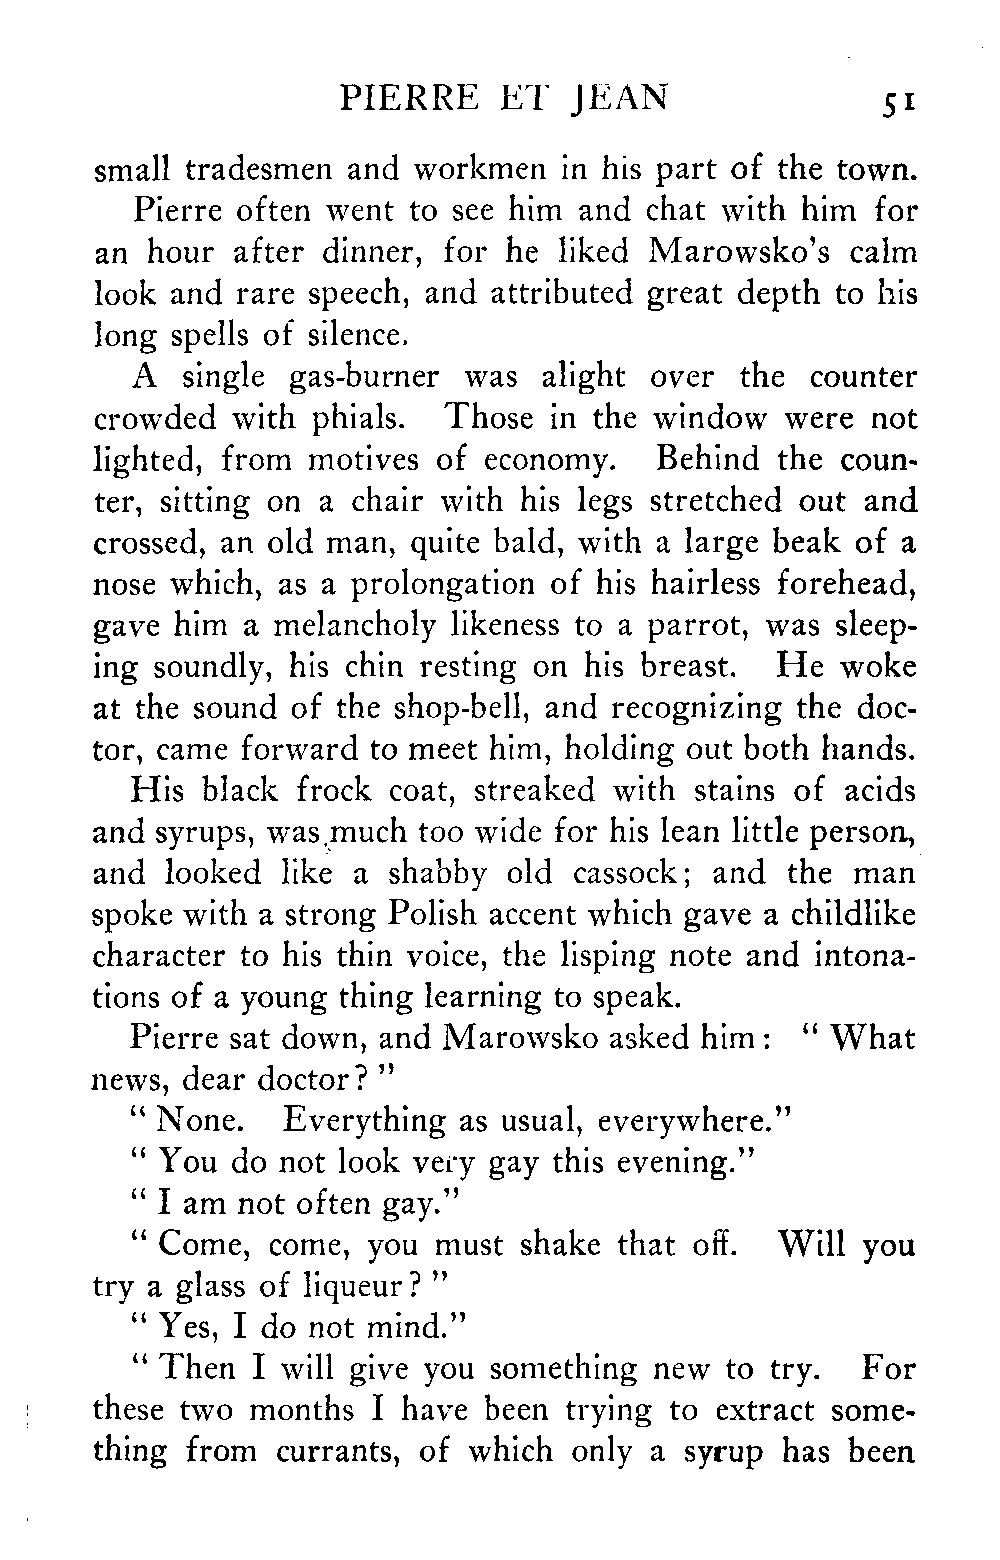 PIERRE ET JEAN 51
small tradesmen and workmen in his part of the town.
Pierre often went to see him and chat with him for
an hour after dinner, for he liked Marowsko's calm
look and rare speech, and attributed great depth to his
long spells of silence.
A single gas-burner was alight over the counter
crowded with phials. Those in the window were not
lighted, from motives of economy. Behind the coun-
ter, sitting on a chair with his legs stretched out and
crossed, an old man, quite bald, with a large beak of a
nose which, as a prolongation of his hairless forehead,
gave him a melancholy likeness to a parrot, was sleep-
ing soundly, his chin resting on his breast. He woke
at the sound of the shop-bell, and recognizing the doc-
tor, came forward to meet him, holding out both hands.
His black frock coat, streaked with stains of acids
and syrups, was much too wide for his lean little person,
and looked like a shabby old cassock; and the man
spoke with a strong Polish accent which gave a childlike
character to his thin voice, the lisping note and intona-
tions of a young thing learning to speak.
Pierre sat down, and Marowsko asked him: "What
news, dear doctor?"
"None. Everything as usual, everywhere."
"You do not look very gay this evening."
"I am not often gay."
"Come, come, you must shake that off. Will you
try a glass of liqueur?"
"Yes, I do not mind."
"Then I will give you something new to try. For
these two months I have been trying to extract some-
thing from currants, of which only a syrup has been